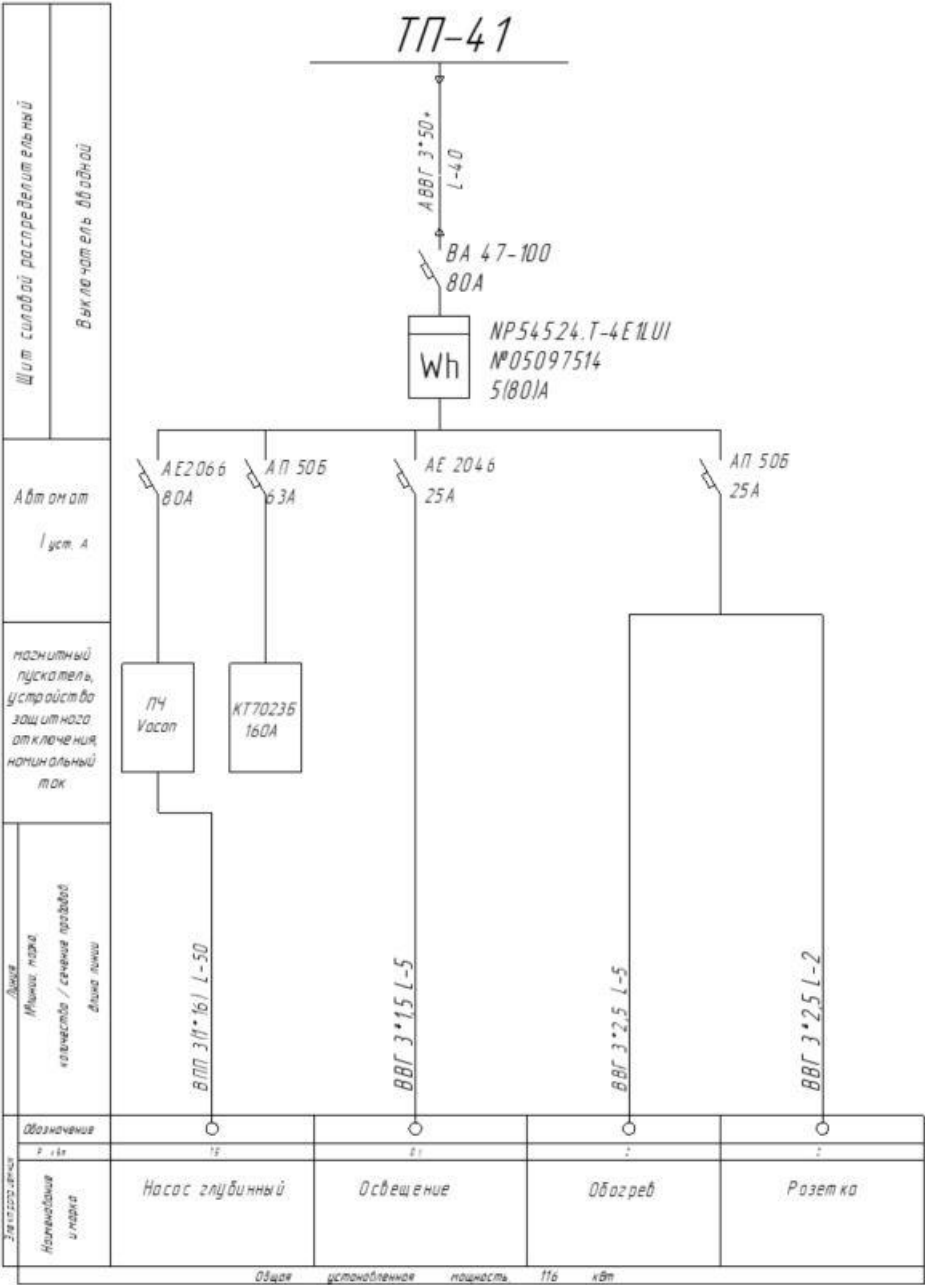 ТП-41
АВВГ 3*50+
L-40
ВА 47-100
80А
Wh
NP545.24.T-4E1LUI
№05097514
5(80)А
Щит силовой распределительный
Выключатель вводной
Автомат
I уст. А
АЕ2066
80А
АП 50Б
63А
АЕ 2046
25А
АП 50Б
25А
магнитный
пускатель,
устройство
защитного
отключения,
номинальный
ток
ПЧ
Vacon
КТ7023Б
160А
Линия
марка,
количество / сечение проводов
длина линии
ВПП 3(1*16) L-50
ВВГ 3*1,5 L-5
ВВГ 3*2,5 L-5
ВВГ 3*2,5 L-2
Обозначение
Р кВт
Наименование
и марка
Насос глубинный
Освещение
Обогрев
Розетка
Общая установленная мощность 116 кВт